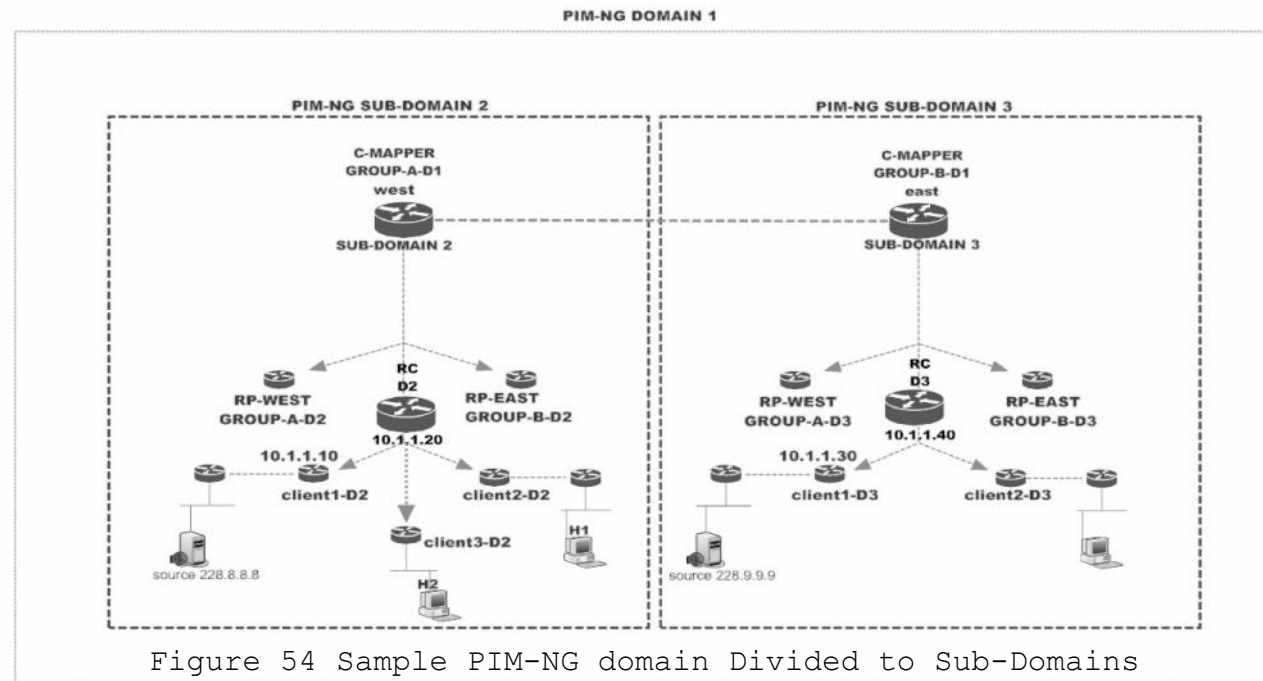 PIM-NG DOMAIN 1
PIM-NG SUB-DOMAIN 2
PIM-NG SUB-DOMAIN 3
C-MAPPER
GROUP-A-D1
west
SUB-DOMAIN 2
C-MAPPER
GROUP-B-D1
east
SUB-DOMAIN 3
RP-WEST
GROUP-A-D2
RC
D2
10.1.1.20
RP-EAST
GROUP-B-D2
RP-WEST
GROUP-A-D3
RC
D3
10.1.1.40
RP-EAST
GROUP-B-D3
10.1.1.10
client1-D2
client2-D2
10.1.1.30
client1-D3
client2-D3
client3-D2
H1
H2
source 228.8.8.8
source 228.9.9.9
Figure 54 Sample PIM-NG domain Divided to Sub-Domains